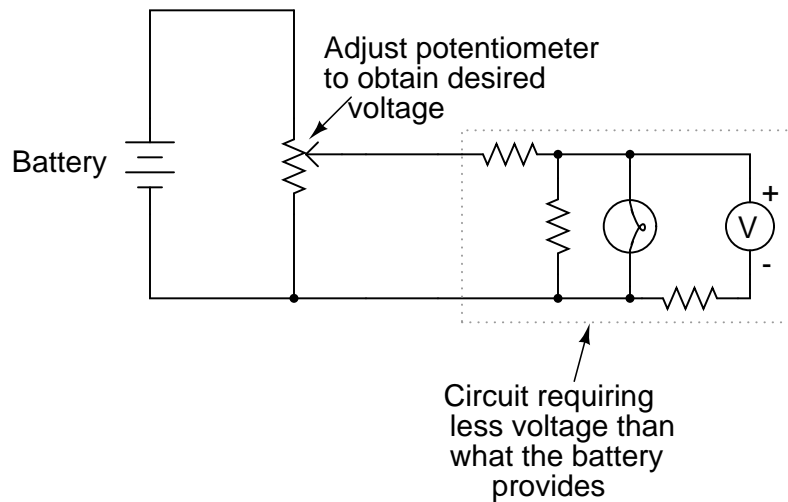 Adjust potentiometer
to obtain desired
voltage
Battery
+
V
-
Circuit requiring
less voltage than
what the battery
provides